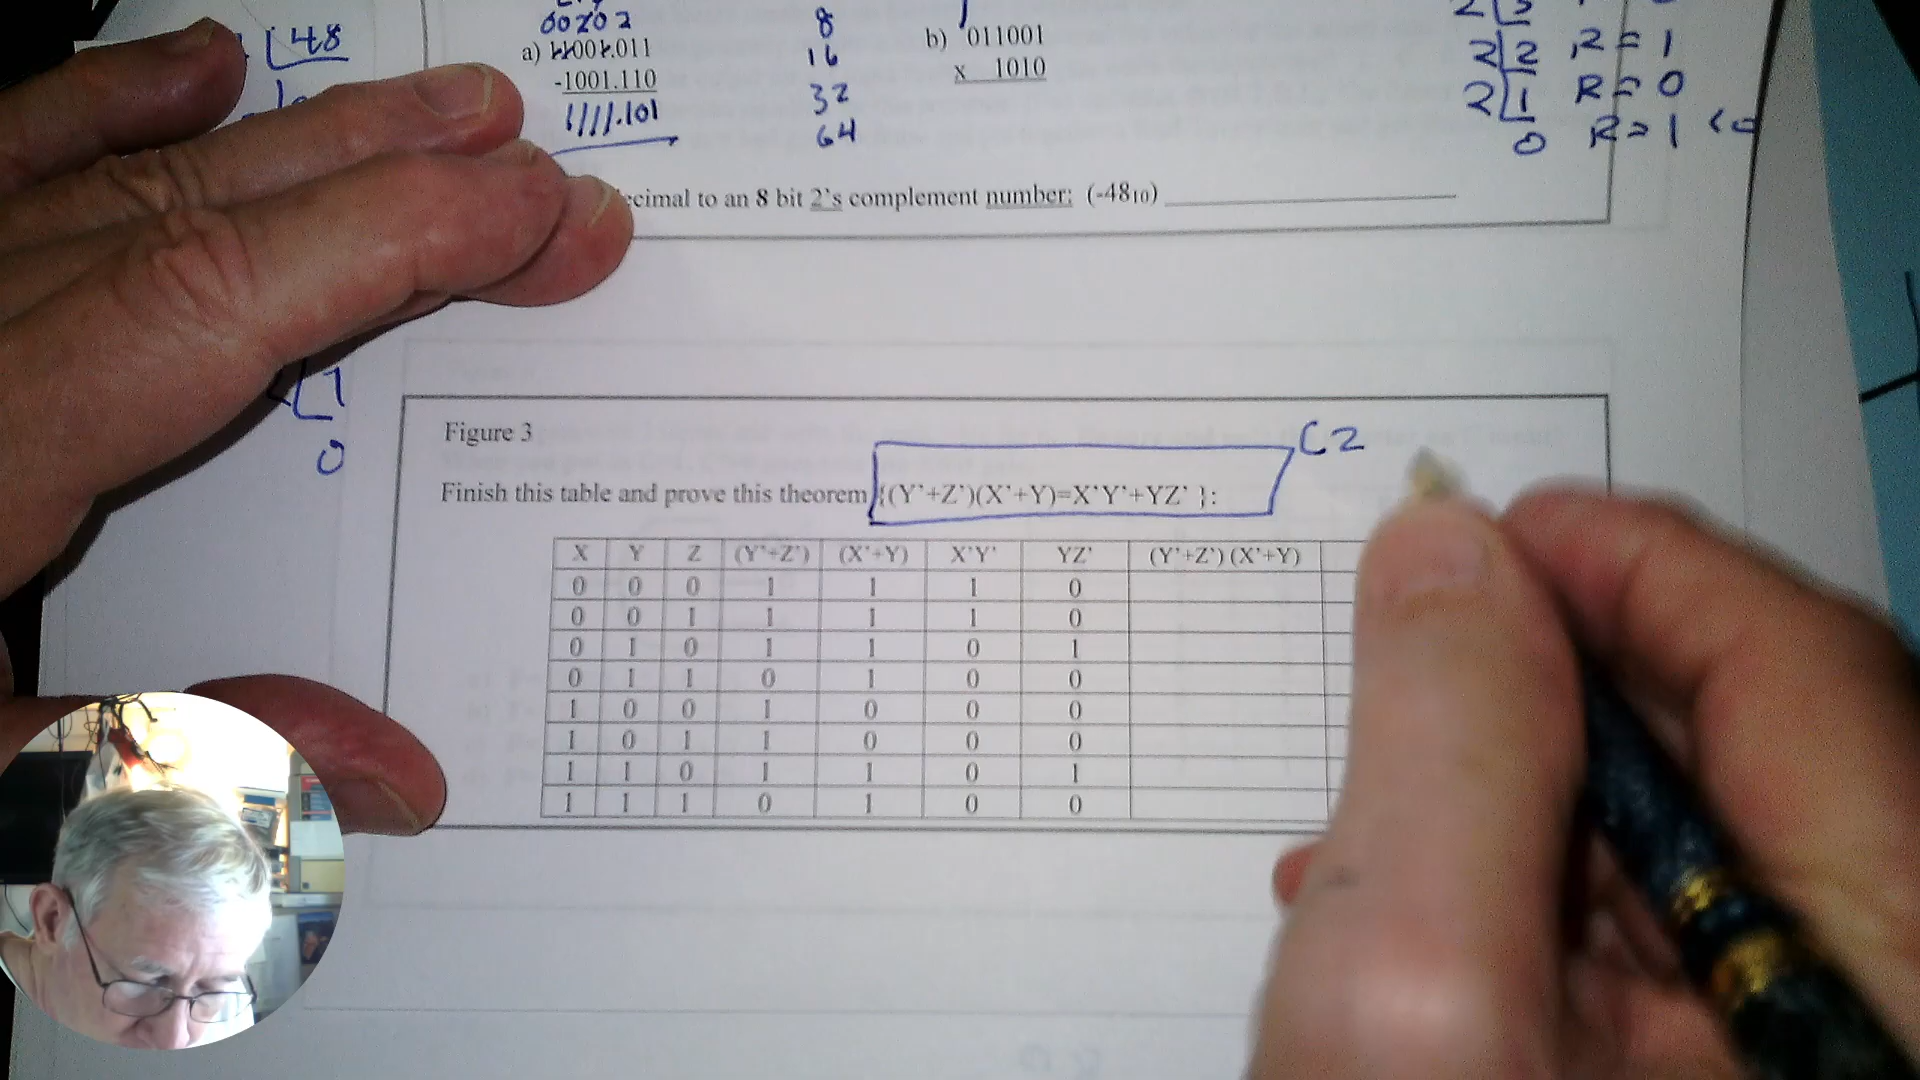 00202
a) 11001.011
-1001.110
1111.101
8
16
32
64
b) 011001
x 1010
48
2 2 R=1
2 1 R=0
0 R=1
ecimal to an 8 bit 2's complement number: (-48₁₀)
1
0
Figure 3
C2
Finish this table and prove this theorem {(Y'+Z')(X'+Y)=X'Y'+YZ' }:
X Y Z (Y'+Z') (X'+Y) X'Y' YZ' (Y'+Z') (X'+Y)
0 0 0 1 1 1 0
0 0 1 1 1 1 0
0 1 0 1 1 0 1
0 1 1 0 1 0 0
1 0 0 1 0 0 0
1 0 1 1 0 0 0
1 1 0 1 1 0 1
1 1 1 0 1 0 0